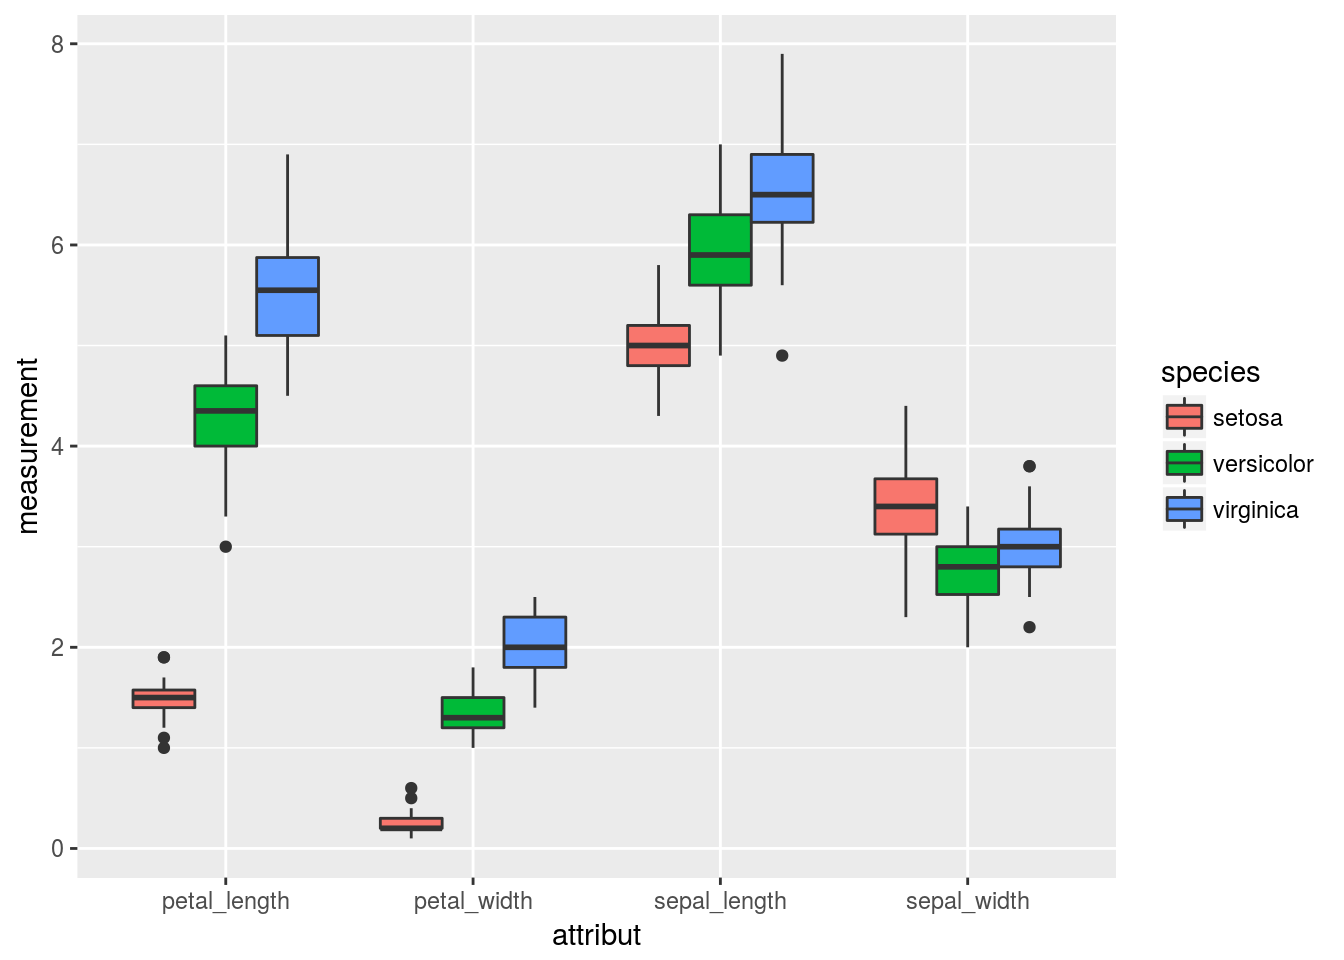 8
6
4
2
0
measurement
petal_length petal_width sepal_length sepal_width
attribut
species
setosa
versicolor
virginica